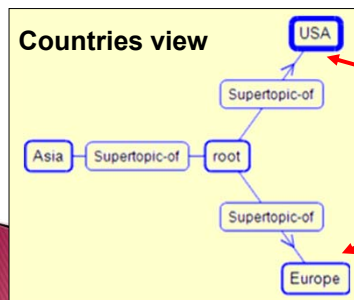 Countries view
USA
Supertopic-of
Asia Supertopic-of root
Supertopic-of
Europe